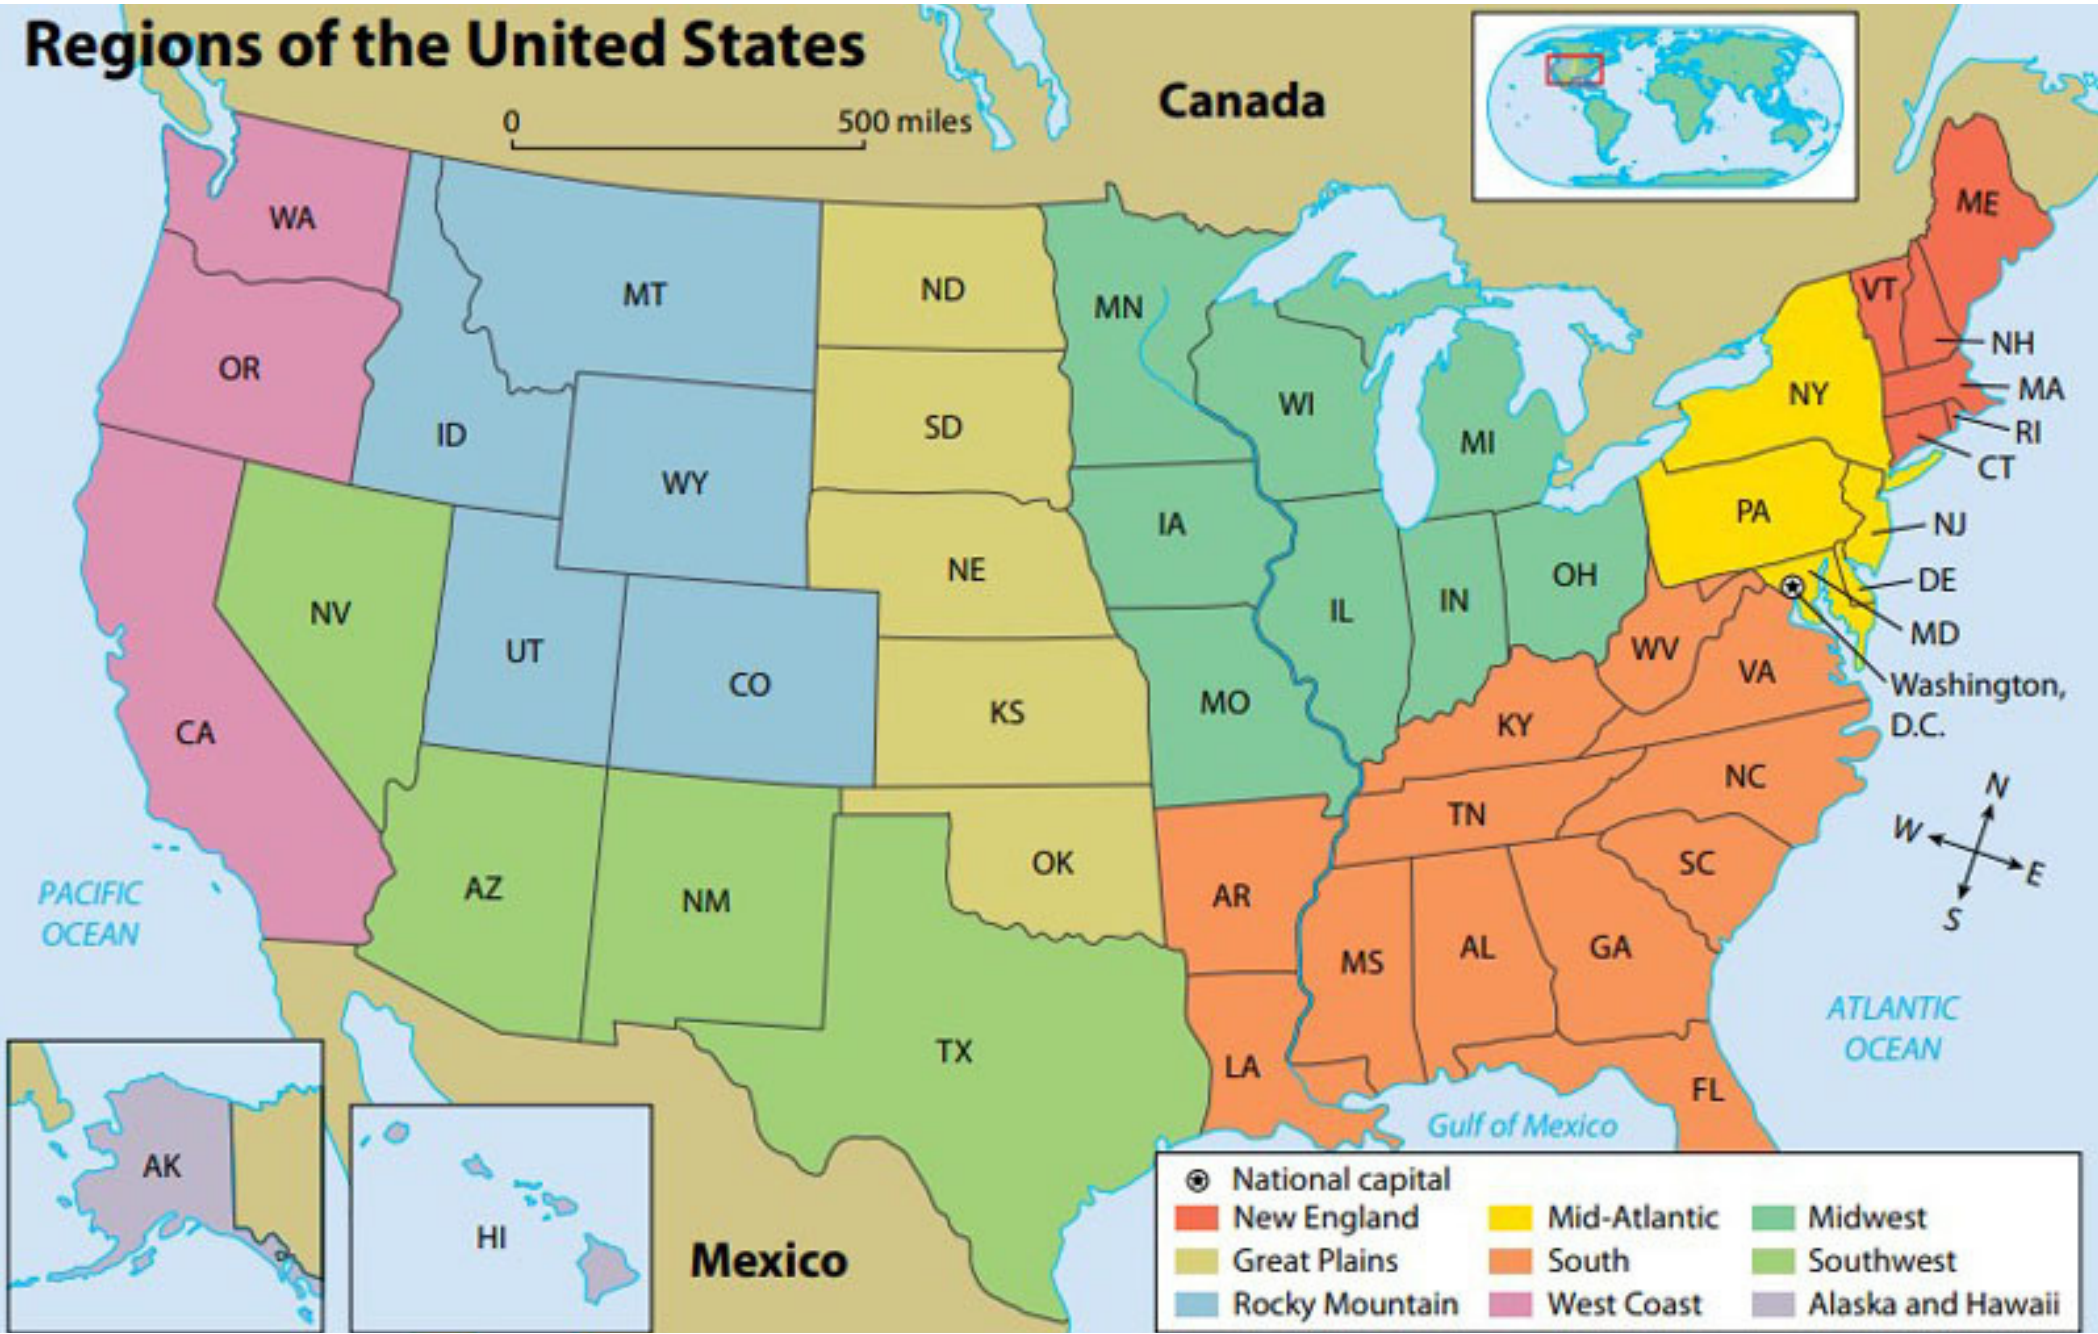 Regions of the United States
0 500 miles
Canada
WA
OR
CA
MT
ID
WY
NV
UT
CO
AZ
NM
ND
SD
NE
KS
OK
TX
MN
WI
MI
IA
IL
IN
OH
MO
ME
VT
NH
MA
RI
CT
NY
PA
NJ
DE
MD
Washington,
D.C.
WV
VA
KY
NC
TN
SC
AR
MS
AL
GA
LA
FL
N
W
E
S
PACIFIC
OCEAN
ATLANTIC
OCEAN
Gulf of Mexico
AK
HI
Mexico
National capital
New England Mid-Atlantic Midwest
Great Plains South Southwest
Rocky Mountain West Coast Alaska and Hawaii